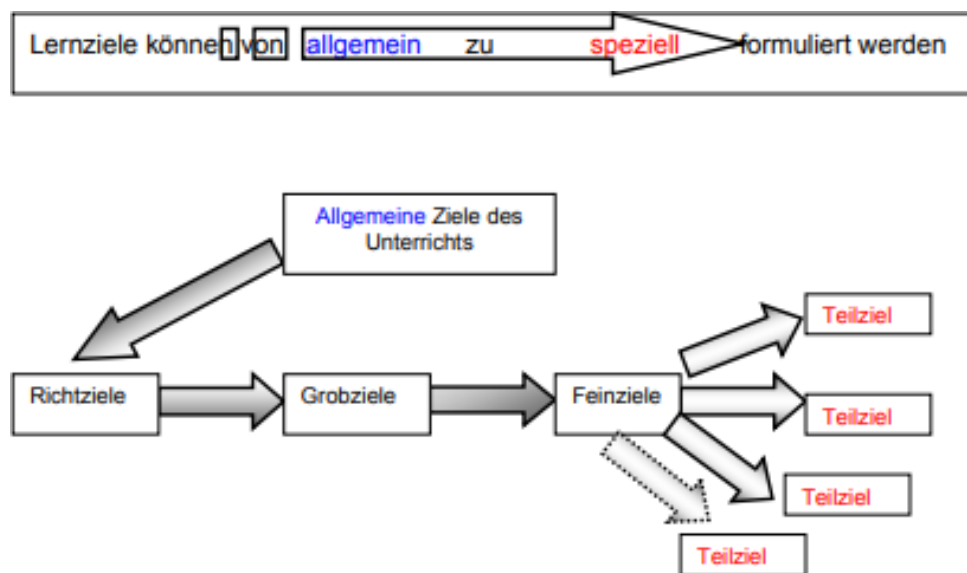 Lernziele können von allgemein zu speziell formuliert werden
Allgemeine Ziele des
Unterrichts
Richtziele
Grobziele
Feinziele
Teilziel
Teilziel
Teilziel
Teilziel